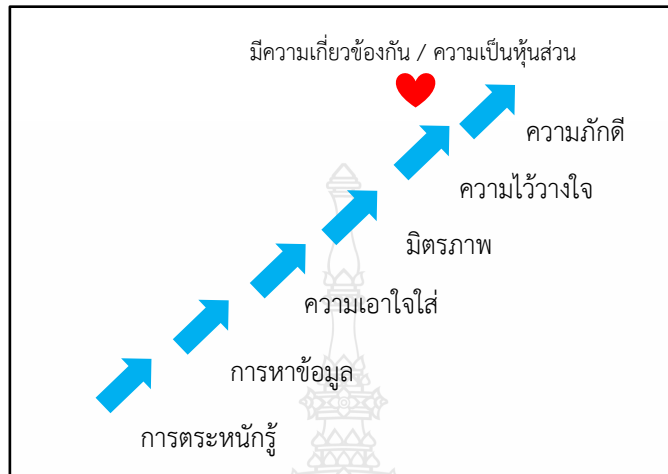 มีความเกี่ยวข้องกัน / ความเป็นหุ้นส่วน
ความภักดี
ความไว้วางใจ
มิตรภาพ
ความเอาใจใส่
การหาข้อมูล
การตระหนักรู้